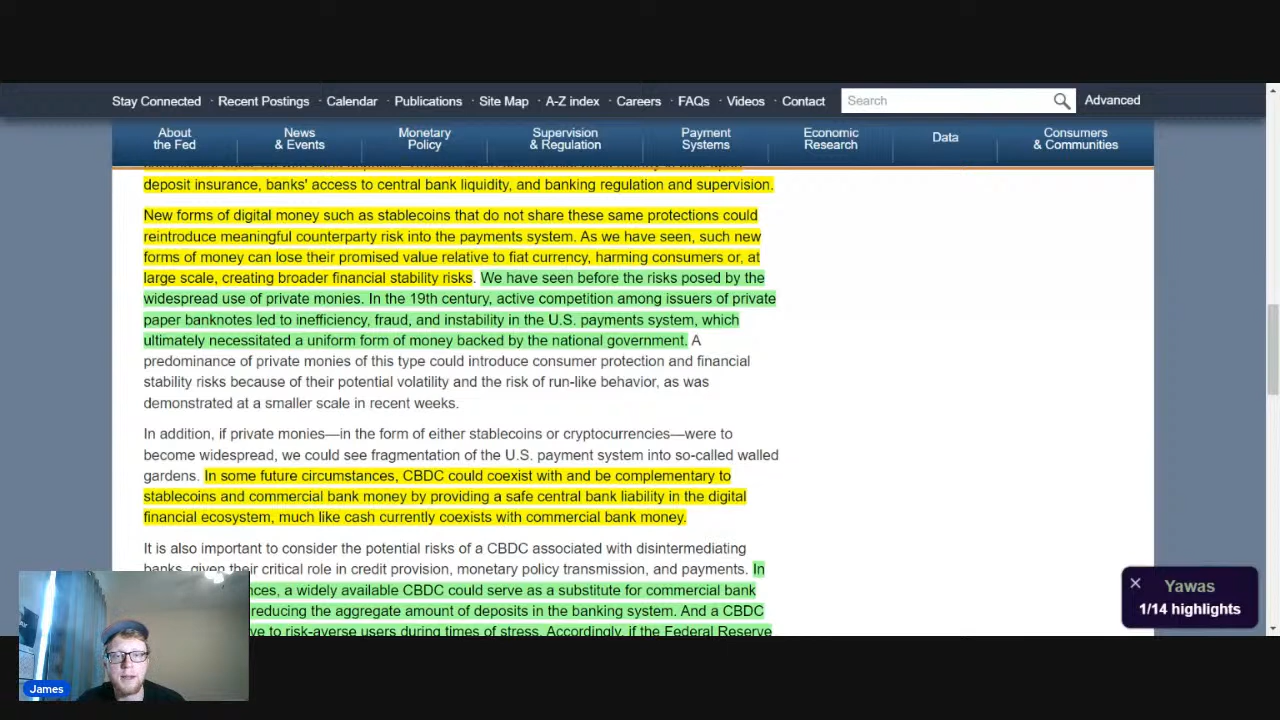 Stay Connected · Recent Postings · Calendar · Publications · Site Map · A-Z index · Careers · FAQs · Videos · Contact Search Advanced
About the Fed
News & Events
Monetary Policy
Supervision & Regulation
Payment Systems
Economic Research
Data
Consumers & Communities
deposit insurance, banks' access to central bank liquidity, and banking regulation and supervision.
New forms of digital money such as stablecoins that do not share these same protections could
reintroduce meaningful counterparty risk into the payments system. As we have seen, such new
forms of money can lose their promised value relative to fiat currency, harming consumers or, at
large scale, creating broader financial stability risks. We have seen before the risks posed by the
widespread use of private monies. In the 19th century, active competition among issuers of private
paper banknotes led to inefficiency, fraud, and instability in the U.S. payments system, which
ultimately necessitated a uniform form of money backed by the national government. A
predominance of private monies of this type could introduce consumer protection and financial
stability risks because of their potential volatility and the risk of run-like behavior, as was
demonstrated at a smaller scale in recent weeks.
In addition, if private monies—in the form of either stablecoins or cryptocurrencies—were to
become widespread, we could see fragmentation of the U.S. payment system into so-called walled
gardens. In some future circumstances, CBDC could coexist with and be complementary to
stablecoins and commercial bank money by providing a safe central bank liability in the digital
financial ecosystem, much like cash currently coexists with commercial bank money.
It is also important to consider the potential risks of a CBDC associated with disintermediating
banks, given their critical role in credit provision, monetary policy transmission, and payments. In
a widely available CBDC could serve as a substitute for commercial bank
reducing the aggregate amount of deposits in the banking system. And a CBDC
to risk-averse users during times of stress. Accordingly, if the Federal Reserve
Yawas
1/14 highlights
James